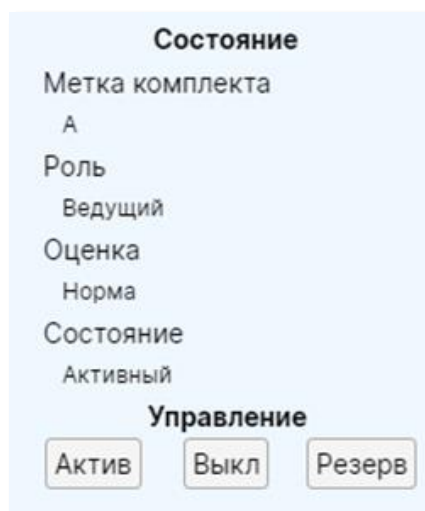 Состояние
Метка комплекта
А
Роль
Ведущий
Оценка
Норма
Состояние
Активный
Управление
Актив Выкл Резерв